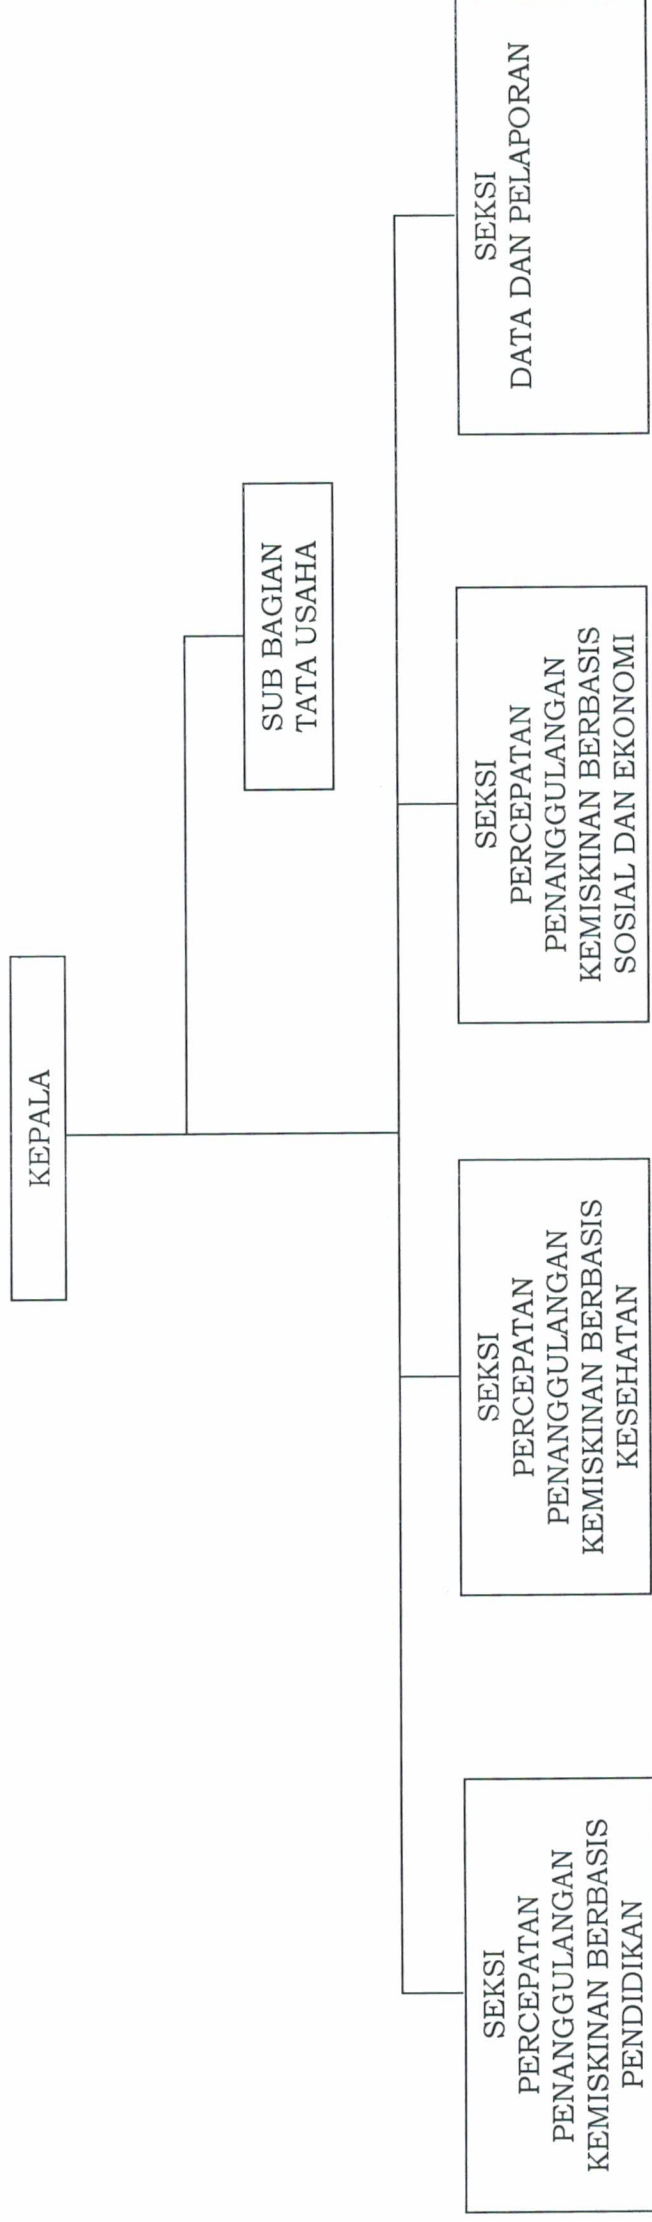 KEPALA
SUB BAGIAN
TATA USAHA
SEKSI
PERCEPATAN
PENANGGULANGAN
KEMISKINAN BERBASIS
PENDIDIKAN
SEKSI
PERCEPATAN
PENANGGULANGAN
KEMISKINAN BERBASIS
KESEHATAN
SEKSI
PERCEPATAN
PENANGGULANGAN
KEMISKINAN BERBASIS
SOSIAL DAN EKONOMI
SEKSI
DATA DAN PELAPORAN